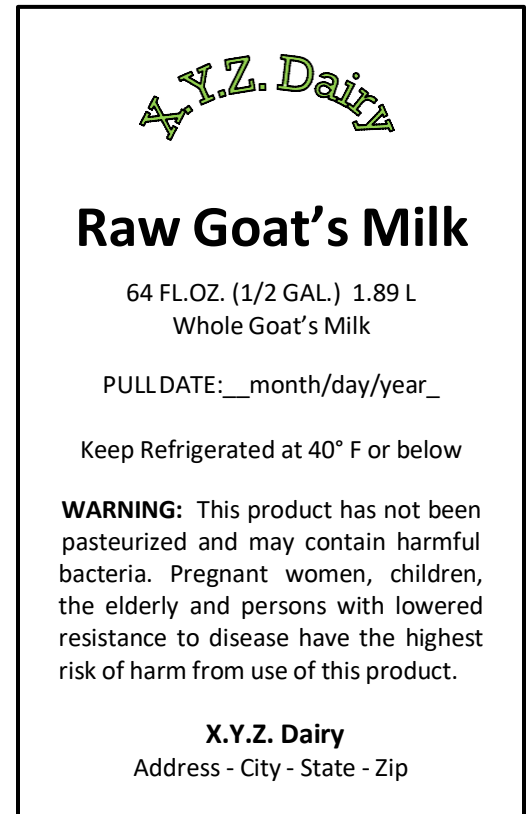 X.Y.Z. Dairy
Raw Goat’s Milk
64 FL.OZ. (1/2 GAL.) 1.89 L
Whole Goat’s Milk
PULL DATE:__month/day/year_
Keep Refrigerated at 40° F or below
WARNING: This product has not been
pasteurized and may contain harmful
bacteria. Pregnant women, children,
the elderly and persons with lowered
resistance to disease have the highest
risk of harm from use of this product.
X.Y.Z. Dairy
Address - City - State - Zip